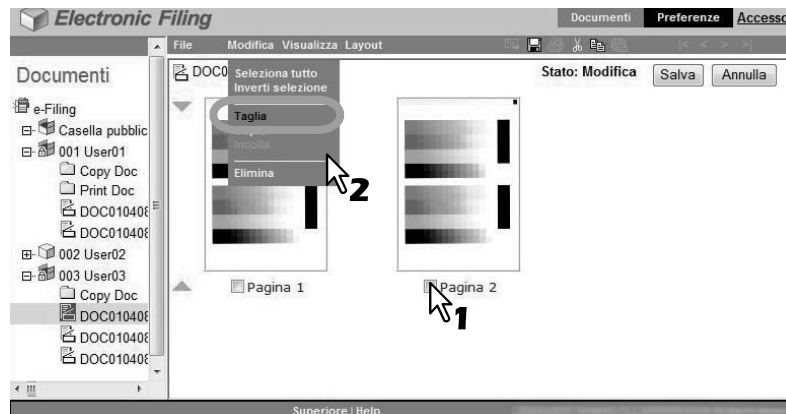 Electronic Filing
Documenti Preferenze Accesso
File Modifica Visualizza Layout
Documenti
e-Filing
Casella pubblic
001 User01
Copy Doc
Print Doc
DOC010408
DOC010408
002 User02
003 User03
Copy Doc
DOC010408
DOC010408
DOC010408
DOC0
Stato: Modifica Salva Annulla
Seleziona tutto
Inverti selezione
Taglia
Incolla
Elimina
2
Pagina 1 Pagina 2
1
Superiore | Help